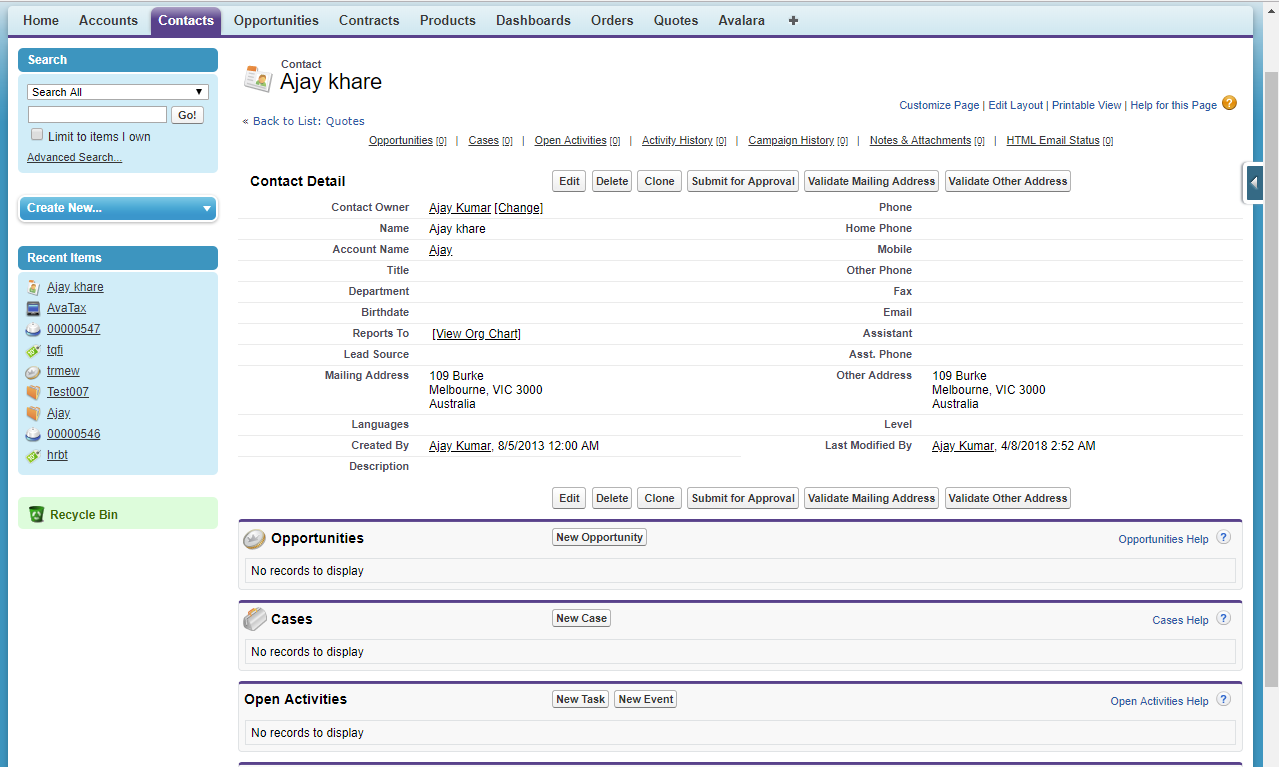 Home Accounts Contacts Opportunities Contracts Products Dashboards Orders Quotes Avalara +
Search
Search All
Go!
Limit to items I own
Advanced Search...
Create New...
Recent Items
Ajay khare
AvaTax
00000547
tqfi
trmew
Test007
Ajay
00000546
hrbt
Recycle Bin
Contact
Ajay khare
Customize Page | Edit Layout | Printable View | Help for this Page ?
« Back to List: Quotes
Opportunities [0] | Cases [0] | Open Activities [0] | Activity History [0] | Campaign History [0] | Notes & Attachments [0] | HTML Email Status [0]
Contact Detail Edit Delete Clone Submit for Approval Validate Mailing Address Validate Other Address
Contact Owner Ajay Kumar [Change] Phone
Name Ajay khare Home Phone
Account Name Ajay Mobile
Title Other Phone
Department Fax
Birthdate Email
Reports To [View Org Chart] Assistant
Lead Source Asst. Phone
Mailing Address 109 Burke Other Address 109 Burke
Melbourne, VIC 3000 Melbourne, VIC 3000
Australia Australia
Languages Level
Created By Ajay Kumar, 8/5/2013 12:00 AM Last Modified By Ajay Kumar, 4/8/2018 2:52 AM
Description
Edit Delete Clone Submit for Approval Validate Mailing Address Validate Other Address
Opportunities New Opportunity Opportunities Help ?
No records to display
Cases New Case Cases Help ?
No records to display
Open Activities New Task New Event Open Activities Help ?
No records to display